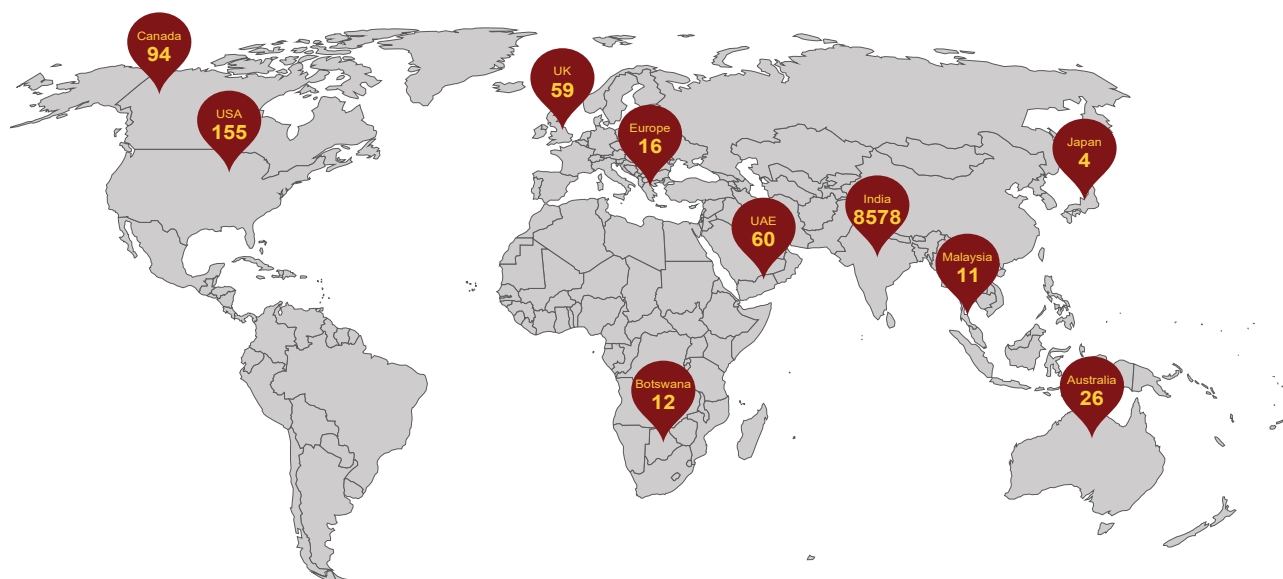 Canada
94
USA
155
UK
59
Europe
16
Japan
4
India
8578
UAE
60
Malaysia
11
Botswana
12
Australia
26